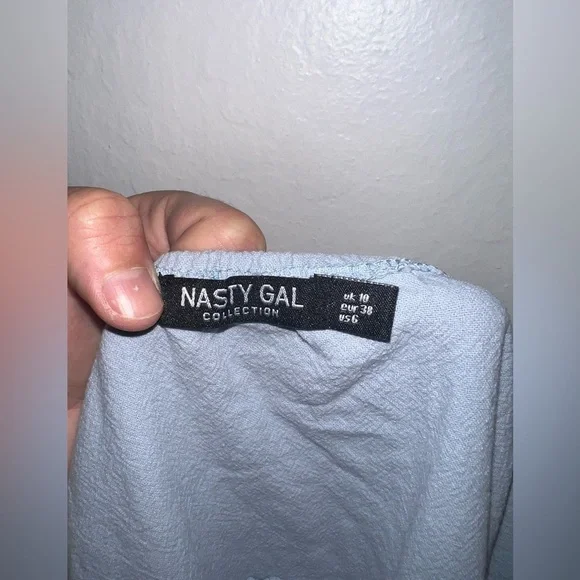 NASTY GAL
COLLECTION
uk 10
eur 38
us 6